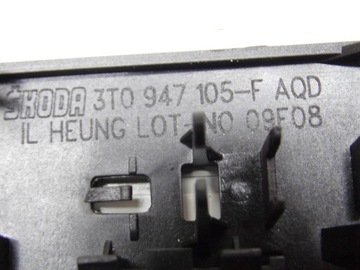 ŠKODA 3T0 947 105-F AQD
IL HEUNG LOT NO 09F08